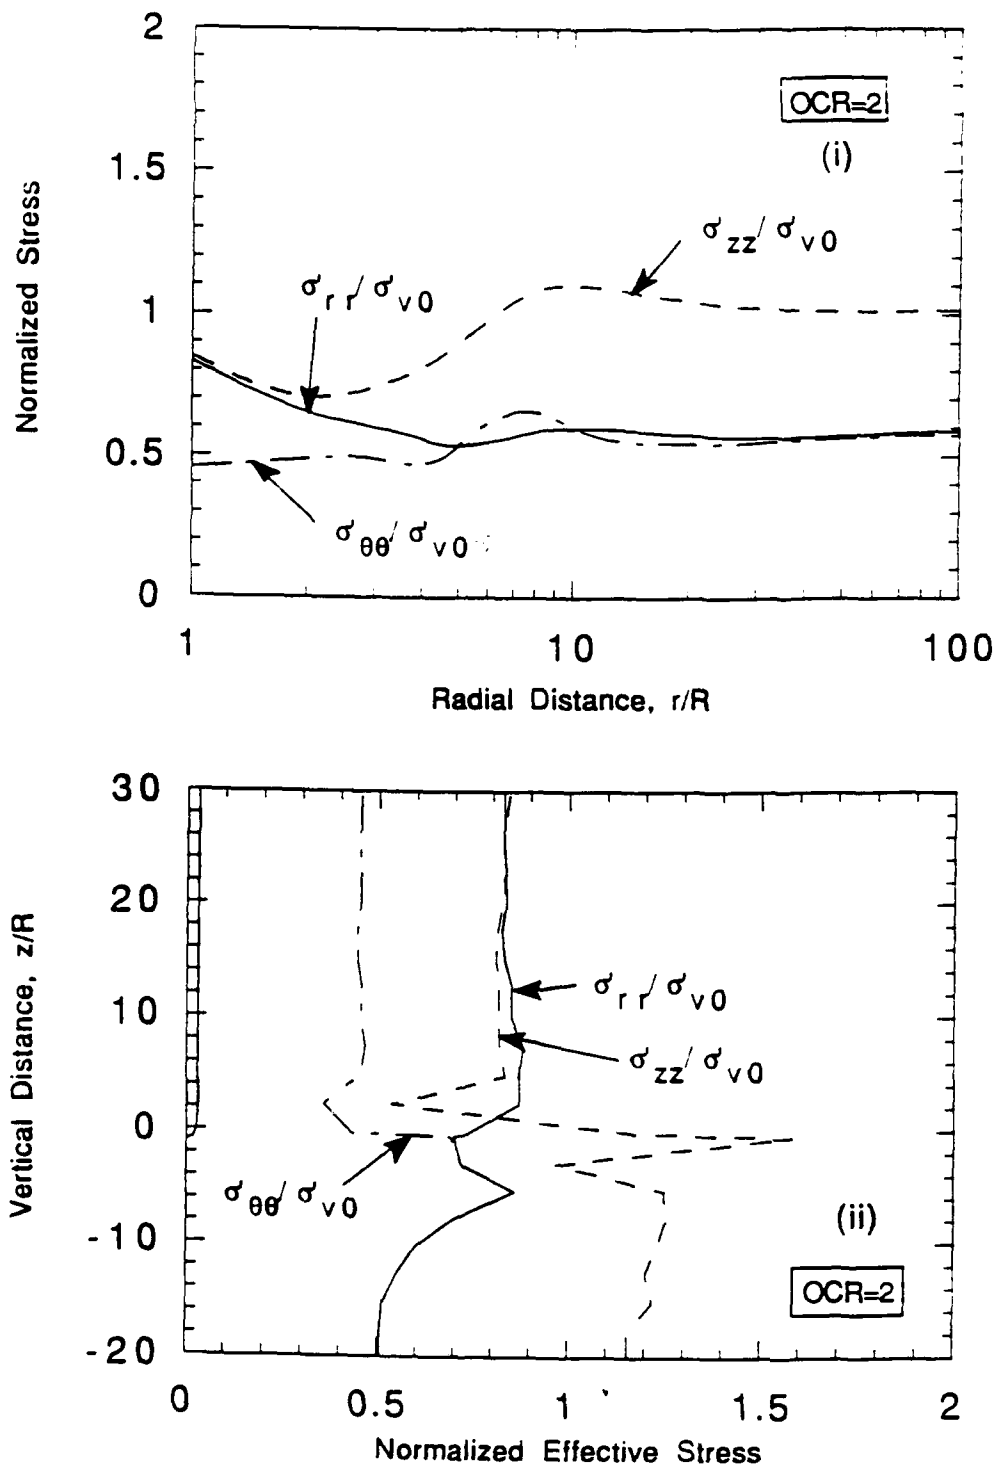 2
OCR=2
(i)
1.5
σ'zz/σ'v0
σ'rr/σ'v0
Normalized Stress
1
0.5
σ'θθ/σ'v0
0
1
10
100
Radial Distance, r/R
30
20
σ'rr/σ'v0
10
σ'zz/σ'v0
Vertical Distance, z/R
0
σ'θθ/σ'v0
(ii)
-10
OCR=2
-20
0
0.5
1
1.5
2
Normalized Effective Stress